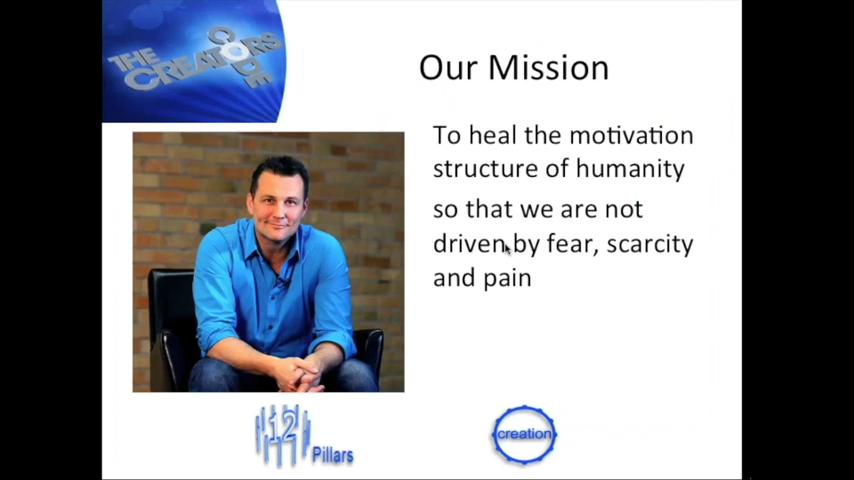 THE
CREATORS
CODE
Our Mission
To heal the motivation
structure of humanity
so that we are not
driven by fear, scarcity
and pain
12
Pillars
creation